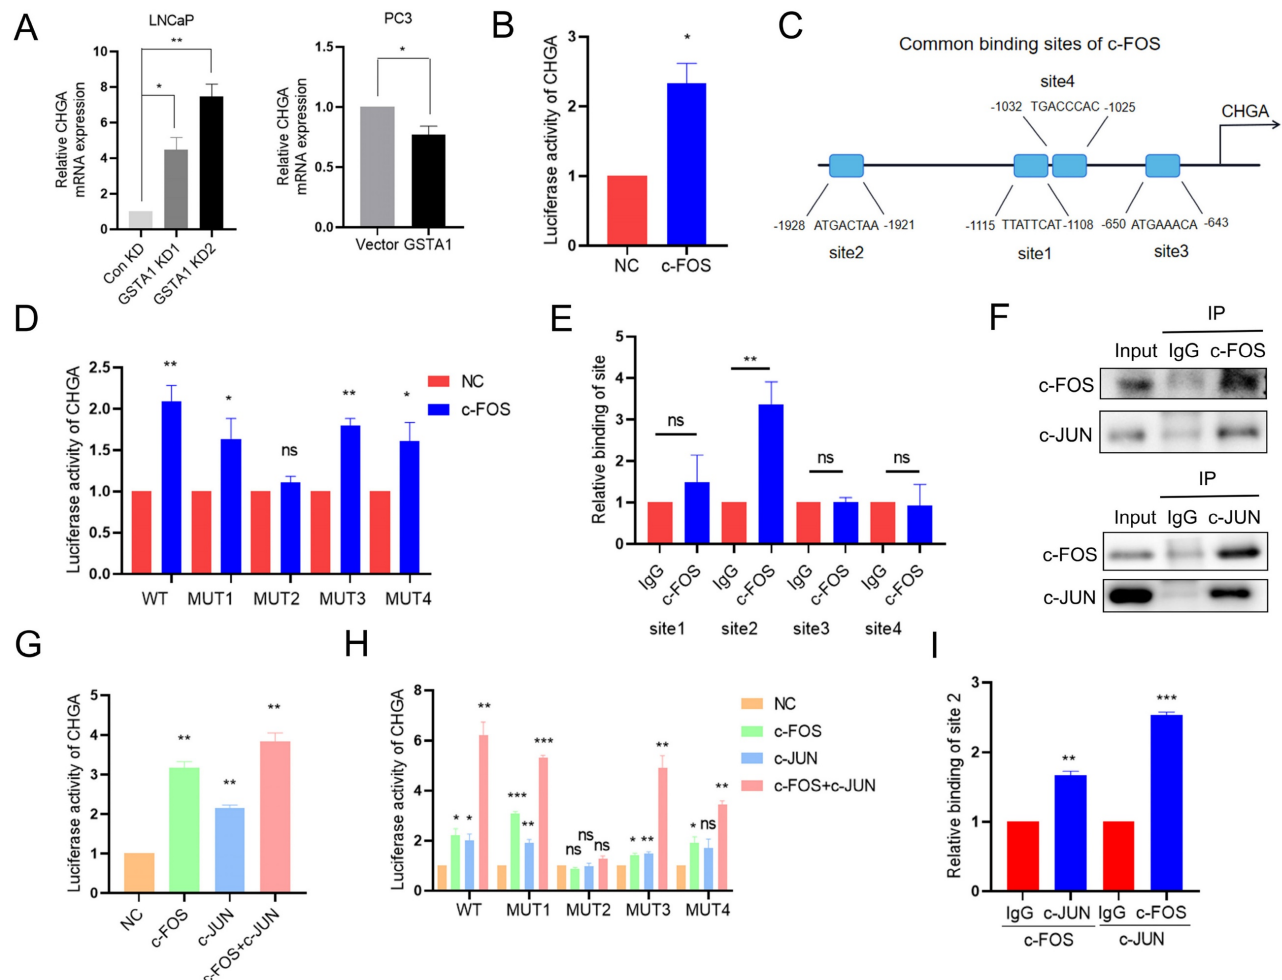 A
LNCaP
Relative CHGA
mRNA expression
10
8
6
4
2
0
*
**
Con KD
GSTA1 KD1
GSTA1 KD2
PC3
Relative CHGA
mRNA expression
1.5
1.0
0.5
0.0
*
Vector GSTA1
B
Luciferase activity of CHGA
3
2
1
0
*
NC
c-FOS
C
Common binding sites of c-FOS
site4
-1032 TGACCCAC -1025
CHGA
-1928 ATGACTAA -1921
-1115 TTATTCAT -1108
-650 ATGAAACA -643
site2
site1
site3
D
Luciferase activity of CHGA
2.5
2.0
1.5
1.0
0.5
0.0
**
*
ns
**
*
NC
c-FOS
WT
MUT1
MUT2
MUT3
MUT4
E
Relative binding of site
5
4
3
2
1
0
ns
**
ns
ns
IgG
c-FOS
IgG
c-FOS
IgG
c-FOS
IgG
c-FOS
site1
site2
site3
site4
F
IP
Input IgG c-FOS
c-FOS
c-JUN
IP
Input IgG c-JUN
c-FOS
c-JUN
G
Luciferase activity of CHGA
5
4
3
2
1
0
**
**
**
NC
c-FOS
c-JUN
c-FOS+c-JUN
H
Luciferase activity of CHGA
8
6
4
2
0
* * **
*** ** ***
ns ns
* ** **
* ns **
NC
c-FOS
c-JUN
c-FOS+c-JUN
WT
MUT1
MUT2
MUT3
MUT4
I
Relative binding of site 2
3
2
1
0
**
***
IgG c-JUN
IgG c-FOS
c-FOS
c-JUN